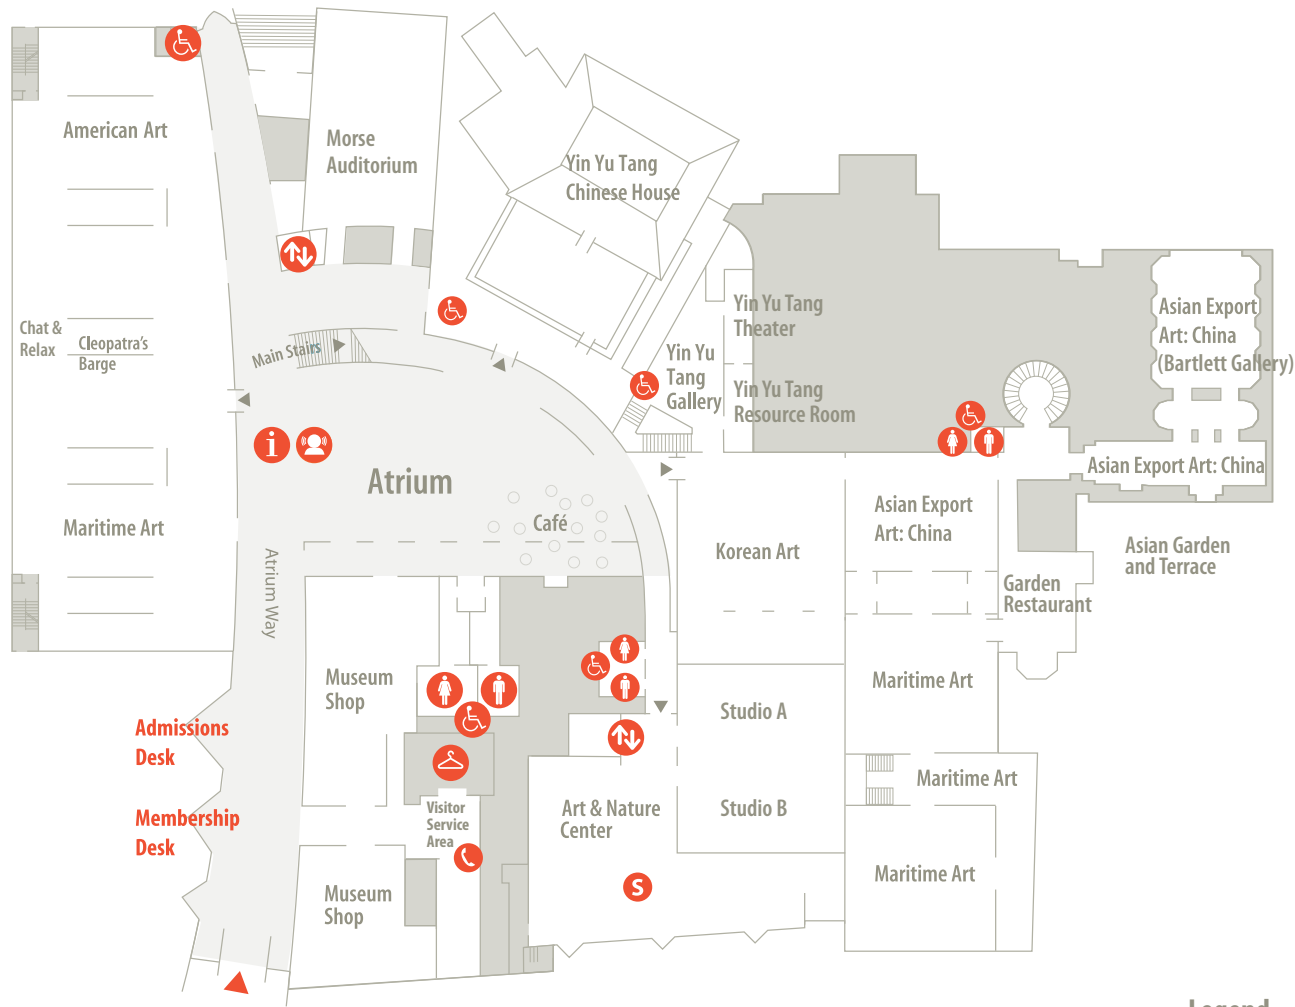 American Art
Morse
Auditorium
Yin Yu Tang
Chinese House
Yin Yu Tang
Theater
Asian Export
Art: China
(Bartlett Gallery)
Chat &
Relax
Cleopatra's
Barge
Main Stairs
Yin Yu
Tang
Gallery
Yin Yu Tang
Resource Room
i
Atrium
Asian Export Art: China
Maritime Art
Café
Korean Art
Asian Export
Art: China
Asian Garden
and Terrace
Atrium Way
Garden
Restaurant
Museum
Shop
Maritime Art
Studio A
Admissions
Desk
Maritime Art
Membership
Desk
Visitor
Service
Area
Art & Nature
Center
Studio B
Maritime Art
Museum
Shop
S
Legend